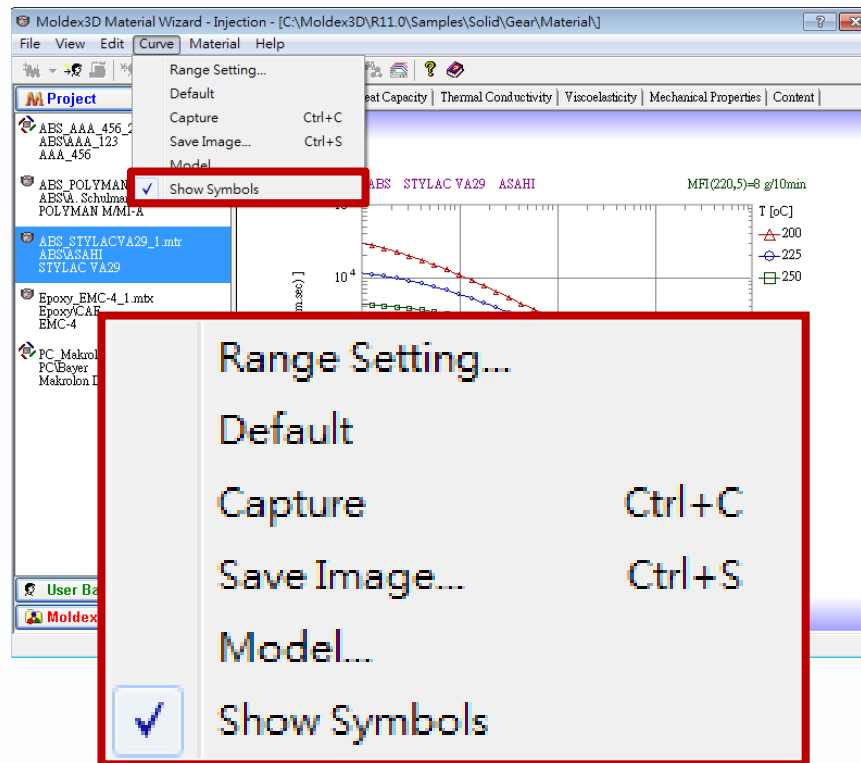 Moldex3D Material Wizard - Injection - [C:\Moldex3D\R11.0\Samples\Solid\Gear\Material\]
File View Edit Curve Material Help
Project
eat Capacity Thermal Conductivity Viscoelasticity Mechanical Properties Content
Range Setting...
Default
Capture Ctrl+C
Save Image... Ctrl+S
Model...
Show Symbols
ABS_AAA_456_2
ABS\AAA_123
AAA_456
ABS_POLYMAN
ABS\A. Schulman
POLYMAN M/MI-A
ABS_STYLACVA29_1.mtr
ABS\ASAHI
STYLAC VA29
Epoxy_EMC-4_1.mtx
Epoxy\CAE
EMC-4
PC_Makrol
PC\Bayer
Makrolon D
User Ba
Moldex
ABS STYLAC VA29 ASAHI MFI(220,5)=8 g/10min
T [oC]
200
225
250
10 4
m.sec) ]
Range Setting...
Default
Capture Ctrl+C
Save Image... Ctrl+S
Model...
Show Symbols